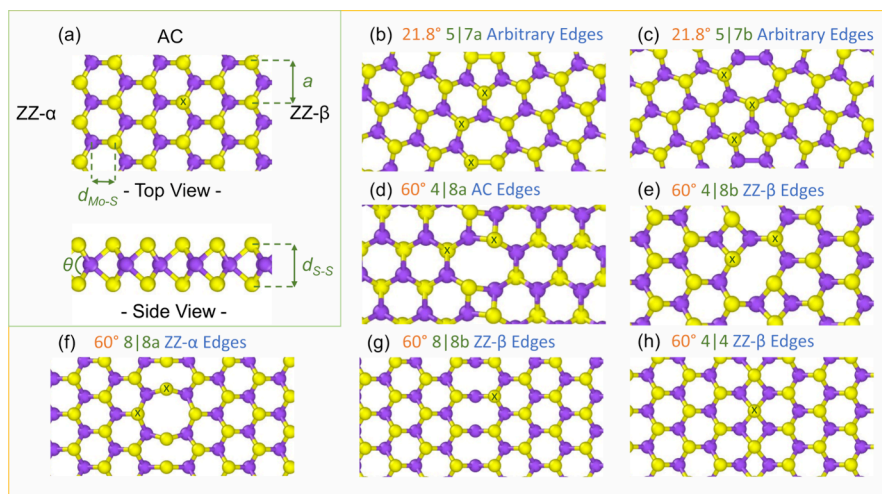 (a) AC
ZZ-α
ZZ-β
a
d_Mo-S
- Top View -
θ
d_S-S
- Side View -
(b) 21.8° 5|7a Arbitrary Edges
x
x
x
(c) 21.8° 5|7b Arbitrary Edges
x
x
x
(d) 60° 4|8a AC Edges
x
x
(e) 60° 4|8b ZZ-β Edges
x
x
(f) 60° 8|8a ZZ-α Edges
x
x
(g) 60° 8|8b ZZ-β Edges
x
(h) 60° 4|4 ZZ-β Edges
x
x